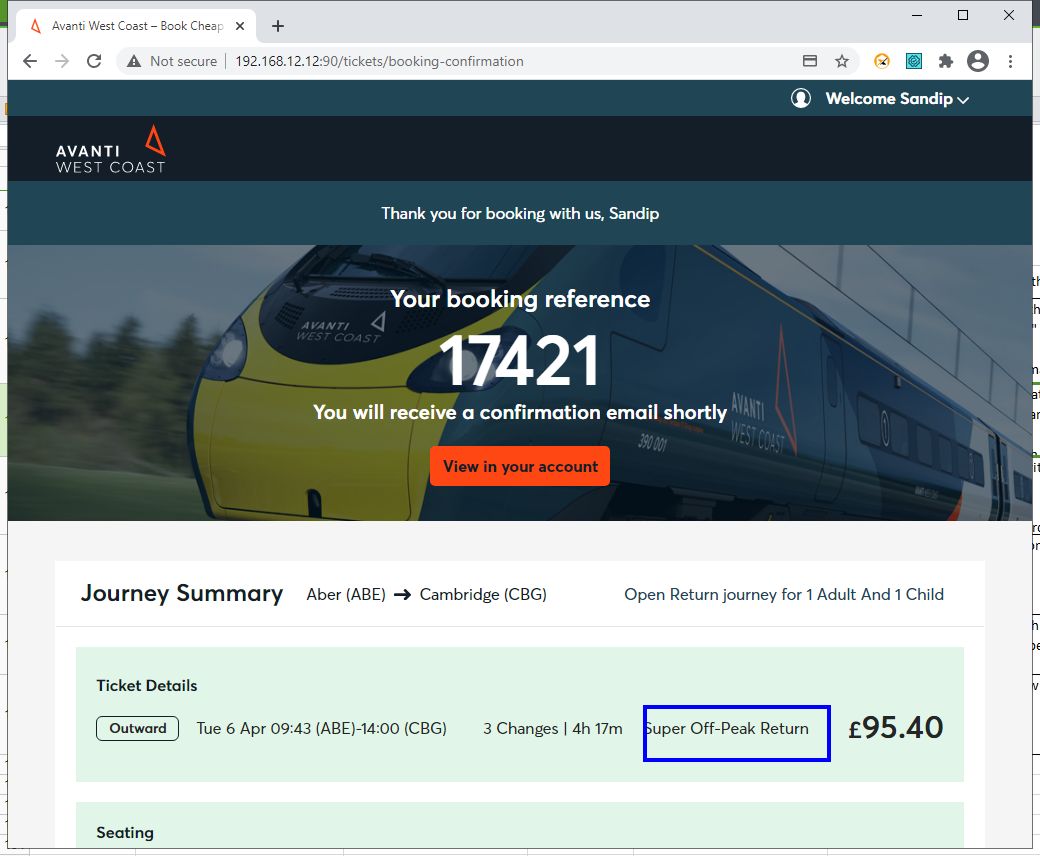 Avanti West Coast – Book Cheap
Not secure
192.168.12.12:90/tickets/booking-confirmation
Welcome Sandip
AVANTI
WEST COAST
Thank you for booking with us, Sandip
Your booking reference
AVANTI
WEST COAST
17421
You will receive a confirmation email shortly
AVANTI
WEST COAST
390 001
View in your account
Journey Summary
Aber (ABE) → Cambridge (CBG)
Open Return journey for 1 Adult And 1 Child
Ticket Details
Outward
Tue 6 Apr 09:43 (ABE)-14:00 (CBG)
3 Changes | 4h 17m
Super Off-Peak Return
£95.40
Seating